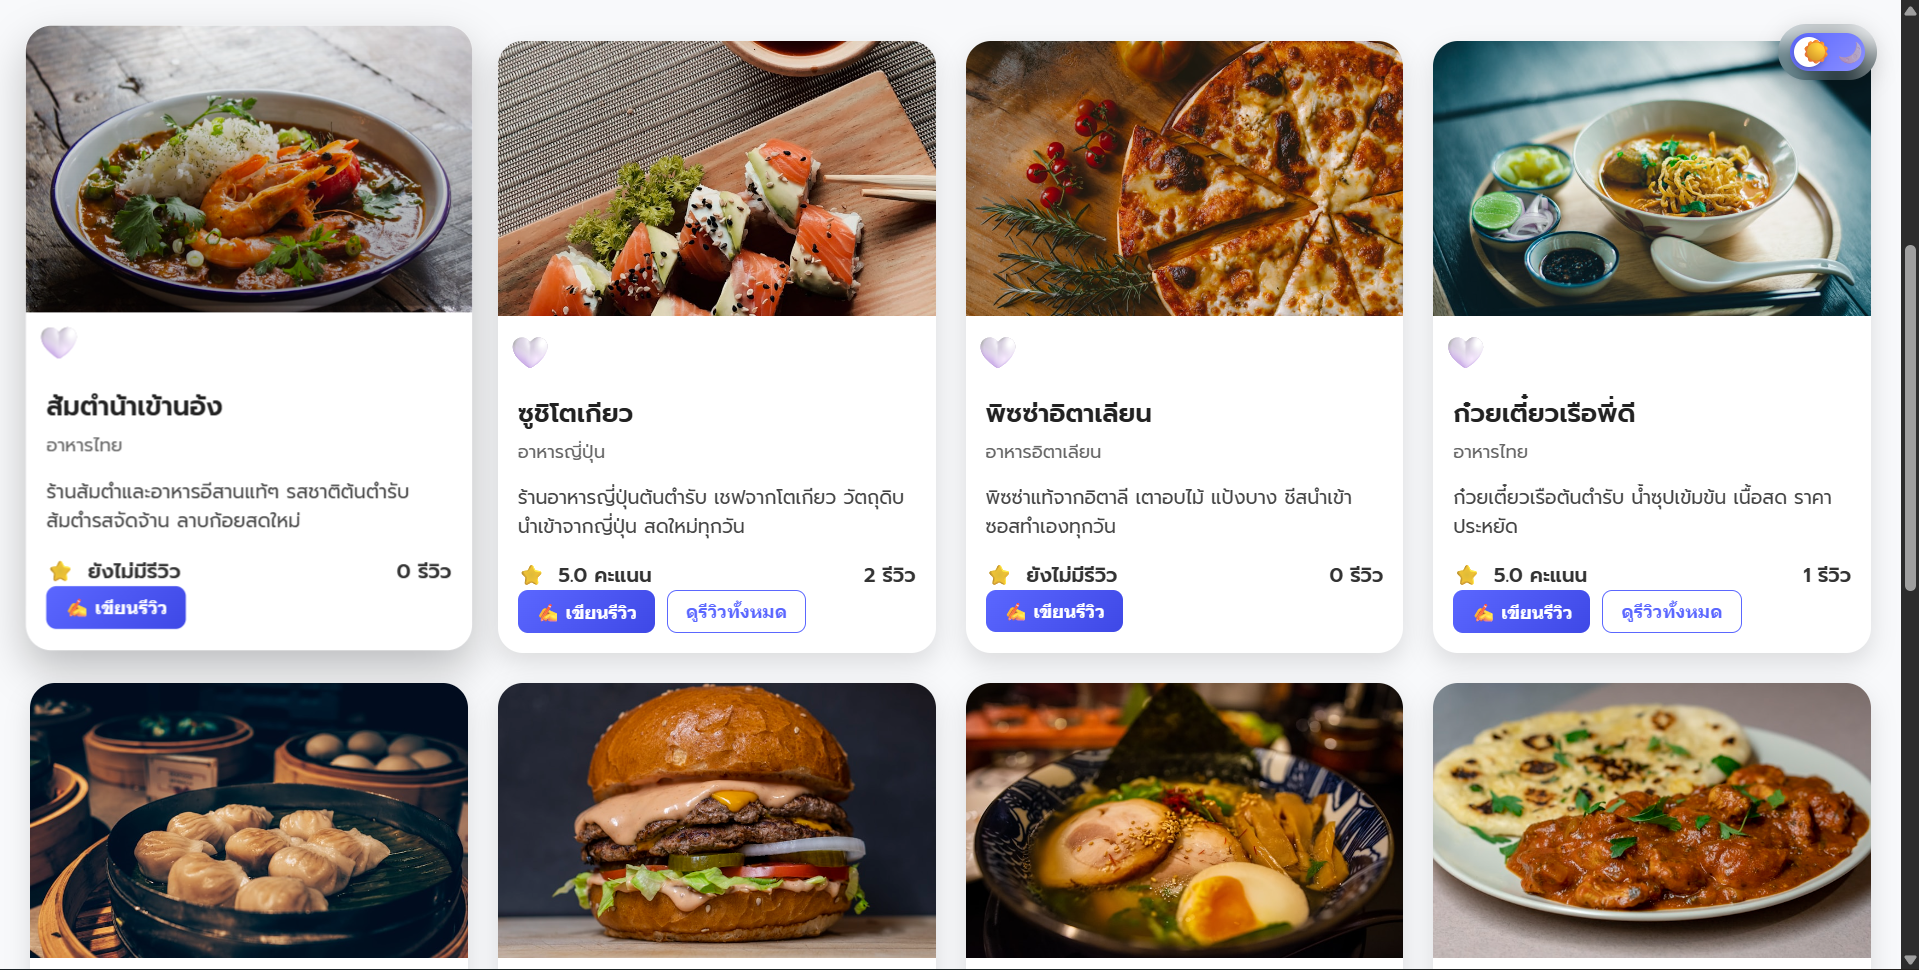 ส้มตำน้าเข้านอ้ง
อาหารไทย
ร้านส้มตำและอาหารอีสานแท้ๆ รสชาติต้นตำรับ
ส้มตำรสจัดจ้าน ลาบก้อยสดใหม่
ยังไม่มีรีวิว
0 รีวิว
เขียนรีวิว
ซูชิโตเกียว
อาหารญี่ปุ่น
ร้านอาหารญี่ปุ่นต้นตำรับ เชฟจากโตเกียว วัตถุดิบ
นำเข้าจากญี่ปุ่น สดใหม่ทุกวัน
5.0 คะแนน
2 รีวิว
เขียนรีวิว
ดูรีวิวทั้งหมด
พิซซ่าอิตาเลียน
อาหารอิตาเลียน
พิซซ่าแท้จากอิตาลี เตาอบไม้ แป้งบาง ชีสนำเข้า
ซอสทำเองทุกวัน
ยังไม่มีรีวิว
0 รีวิว
เขียนรีวิว
ก๋วยเตี๋ยวเรือพี่ดี
อาหารไทย
ก๋วยเตี๋ยวเรือต้นตำรับ น้ำซุปเข้มข้น เนื้อสด ราคา
ประหยัด
5.0 คะแนน
1 รีวิว
เขียนรีวิว
ดูรีวิวทั้งหมด